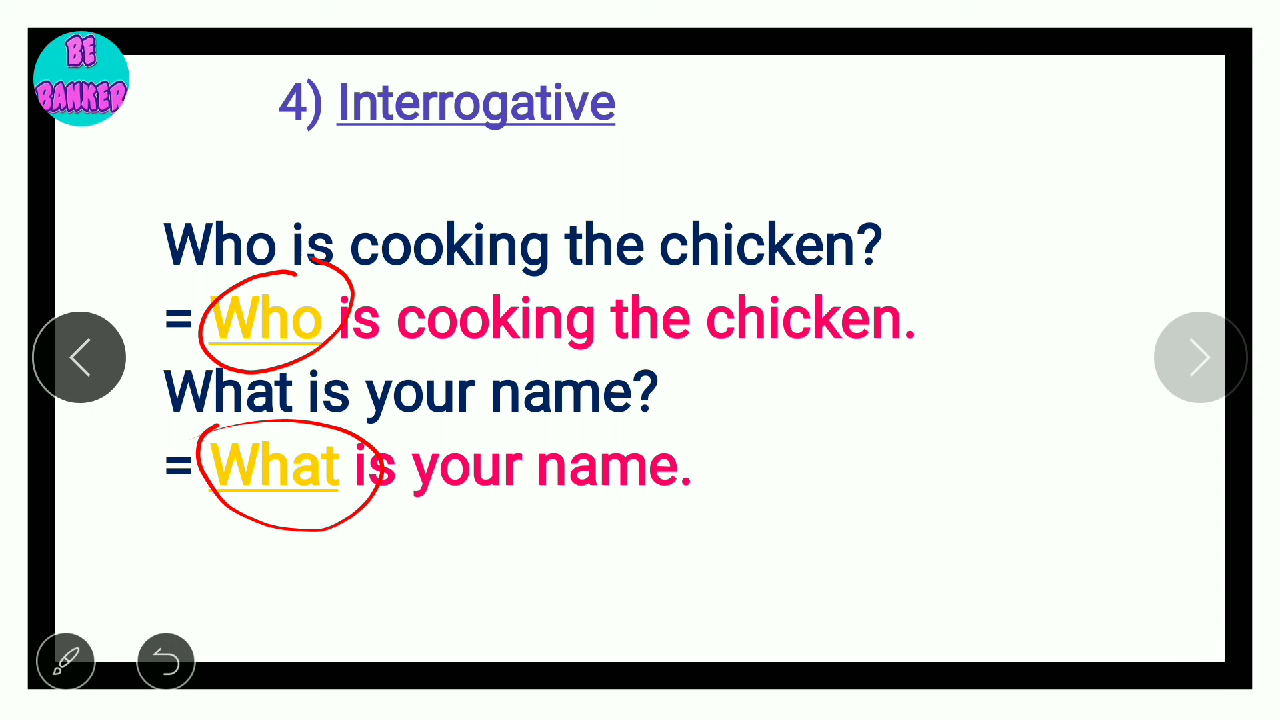 BE
BANKER
4) Interrogative
Who is cooking the chicken?
= Who is cooking the chicken.
What is your name?
= What is your name.